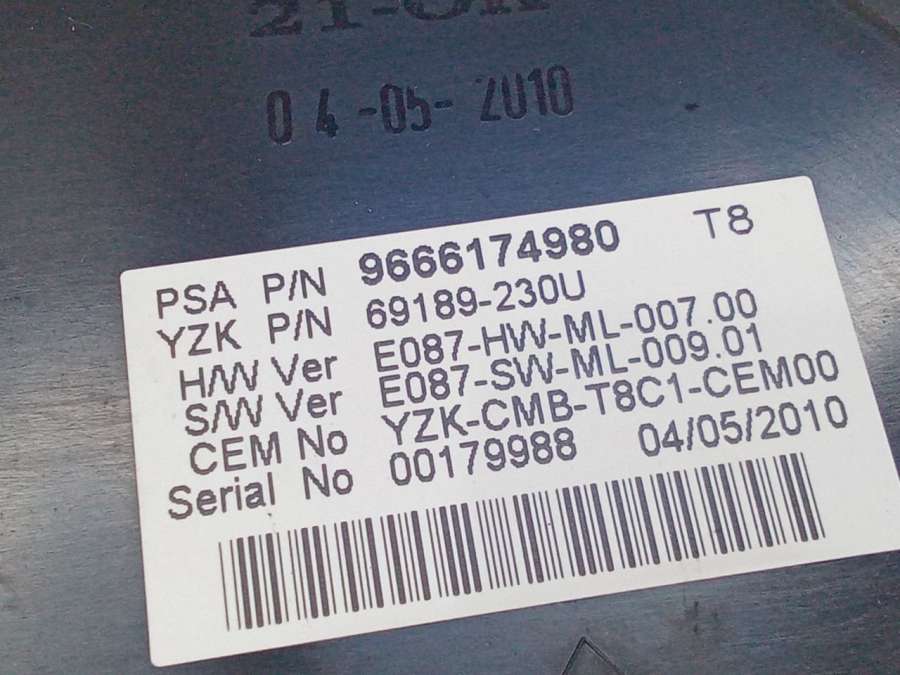 04-05-2010
T8
PSA P/N 9666174980
YZK P/N 69189-230U
H/W Ver E087-HW-ML-007.00
S/W Ver E087-SW-ML-009.01
CEM No YZK-CMB-T8C1-CEM00
Serial No 00179988 04/05/2010